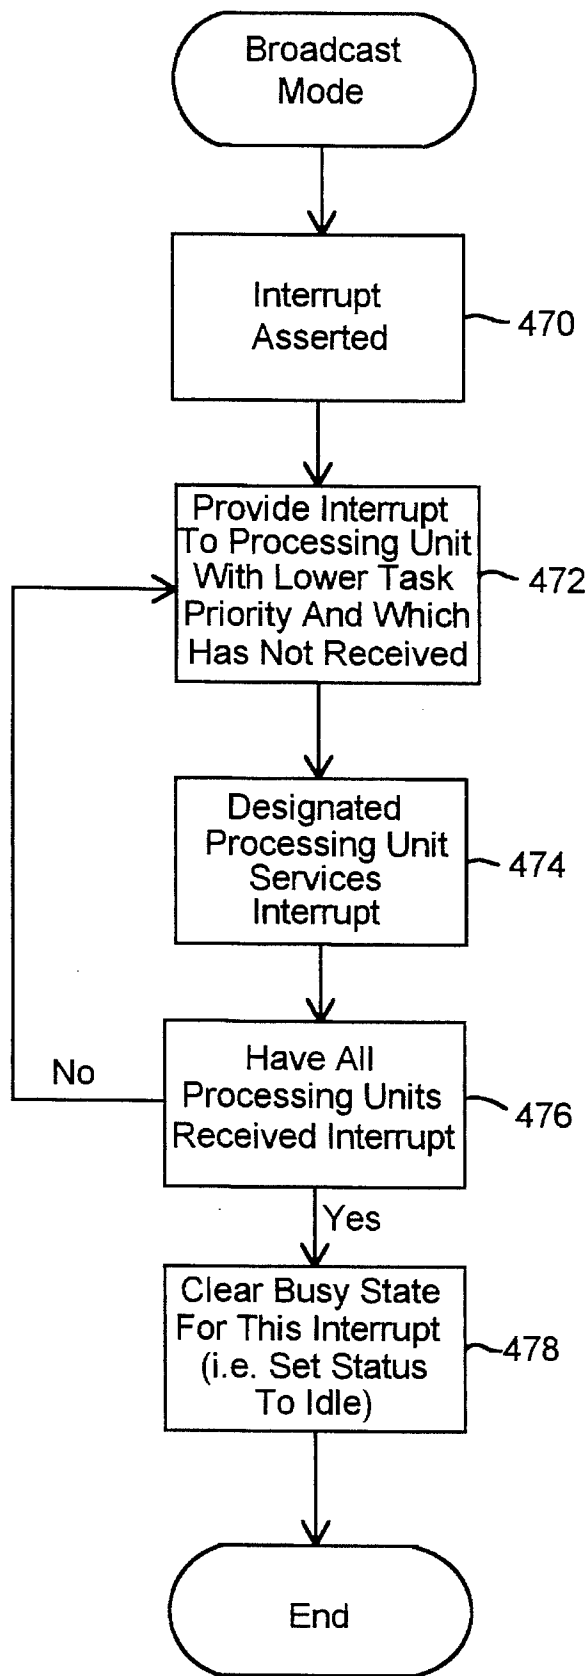 Broadcast
Mode
Interrupt
Asserted
470
Provide Interrupt
To Processing Unit
With Lower Task
Priority And Which
Has Not Received
472
Designated
Processing Unit
Services
Interrupt
474
Have All
Processing Units
Received Interrupt
476
No
Yes
Clear Busy State
For This Interrupt
(i.e. Set Status
To Idle)
478
End